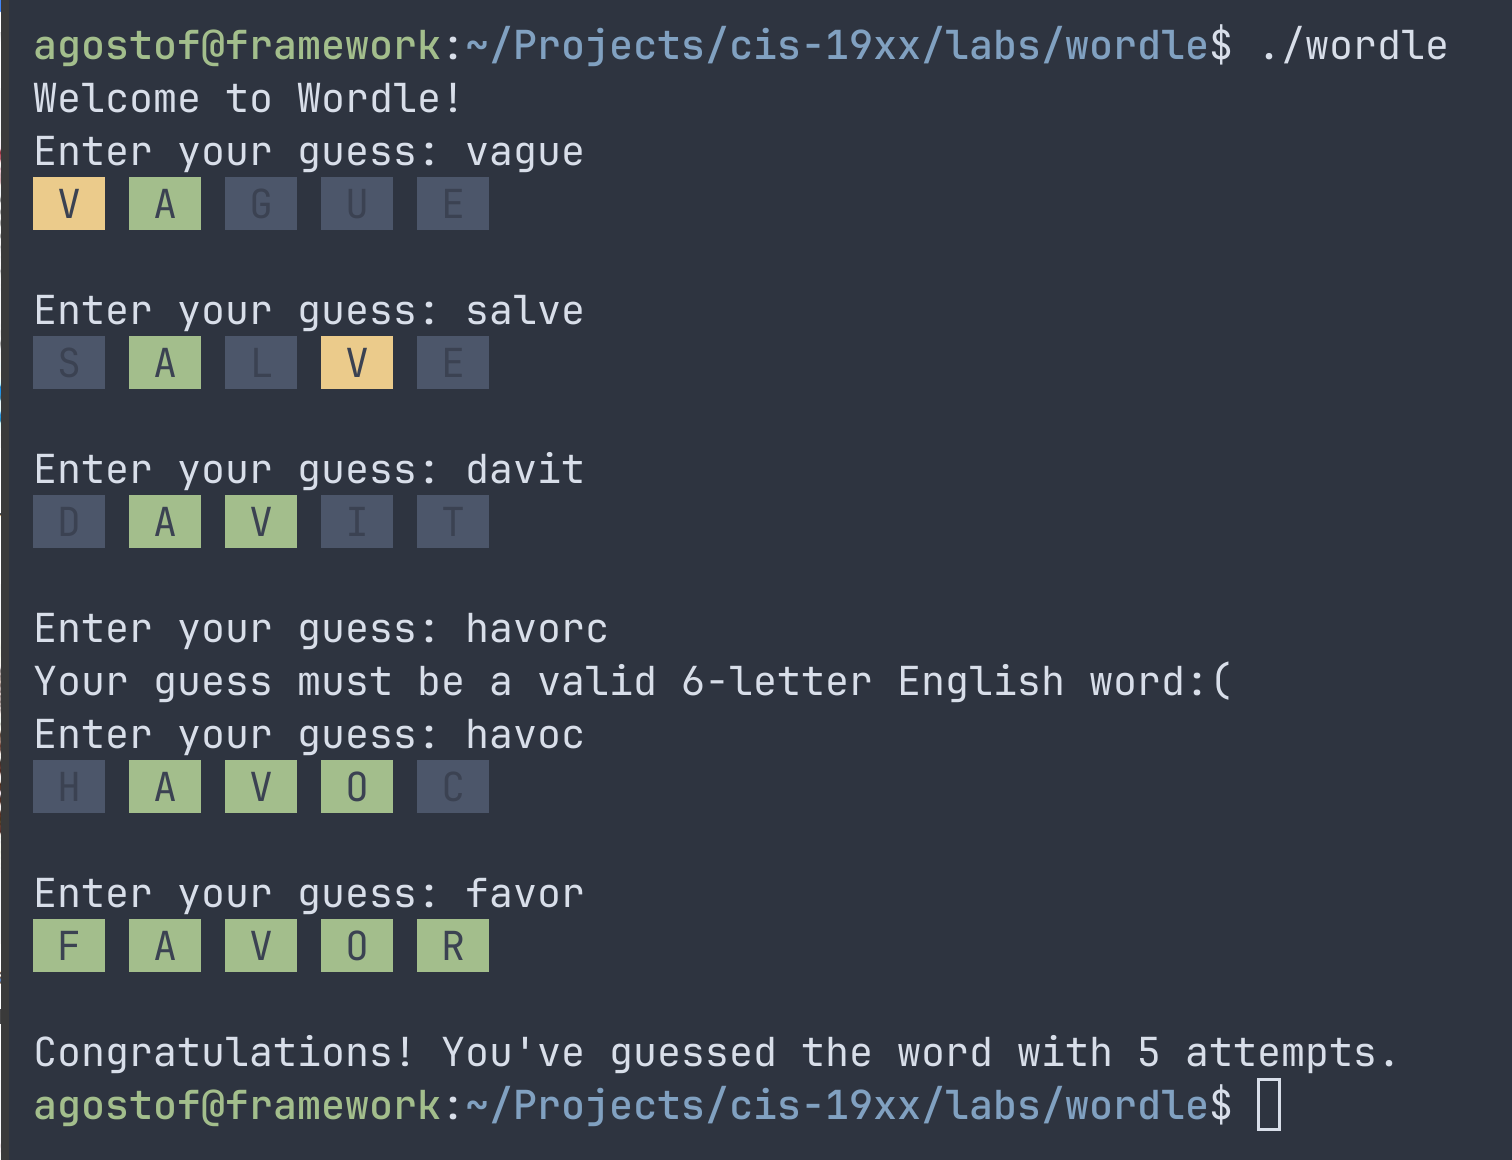 agostof@framework:~/Projects/cis-19xx/labs/wordle$ ./wordle
Welcome to Wordle!
Enter your guess: vague
V A G U E
Enter your guess: salve
S A L V E
Enter your guess: davit
D A V I T
Enter your guess: havorc
Your guess must be a valid 6-letter English word:(
Enter your guess: havoc
H A V O C
Enter your guess: favor
F A V O R
Congratulations! You've guessed the word with 5 attempts.
agostof@framework:~/Projects/cis-19xx/labs/wordle$